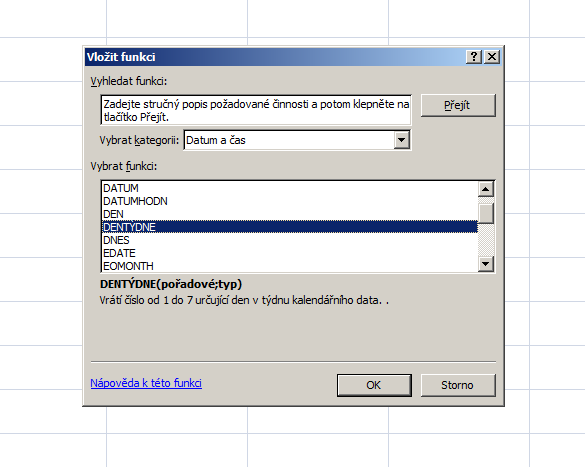 Vložit funkci
Vyhledat funkci:
Zadejte stručný popis požadované činnosti a potom klepněte na
tlačítko Přejít.
Přejít
Vybrat kategorii: Datum a čas
Vybrat funkci:
DATUM
DATUMHODN
DEN
DENTÝDNE
DNES
EDATE
EOMONTH
DENTÝDNE(pořadové;typ)
Vrátí číslo od 1 do 7 určující den v týdnu kalendářního data. .
Nápověda k této funkci
OK
Storno